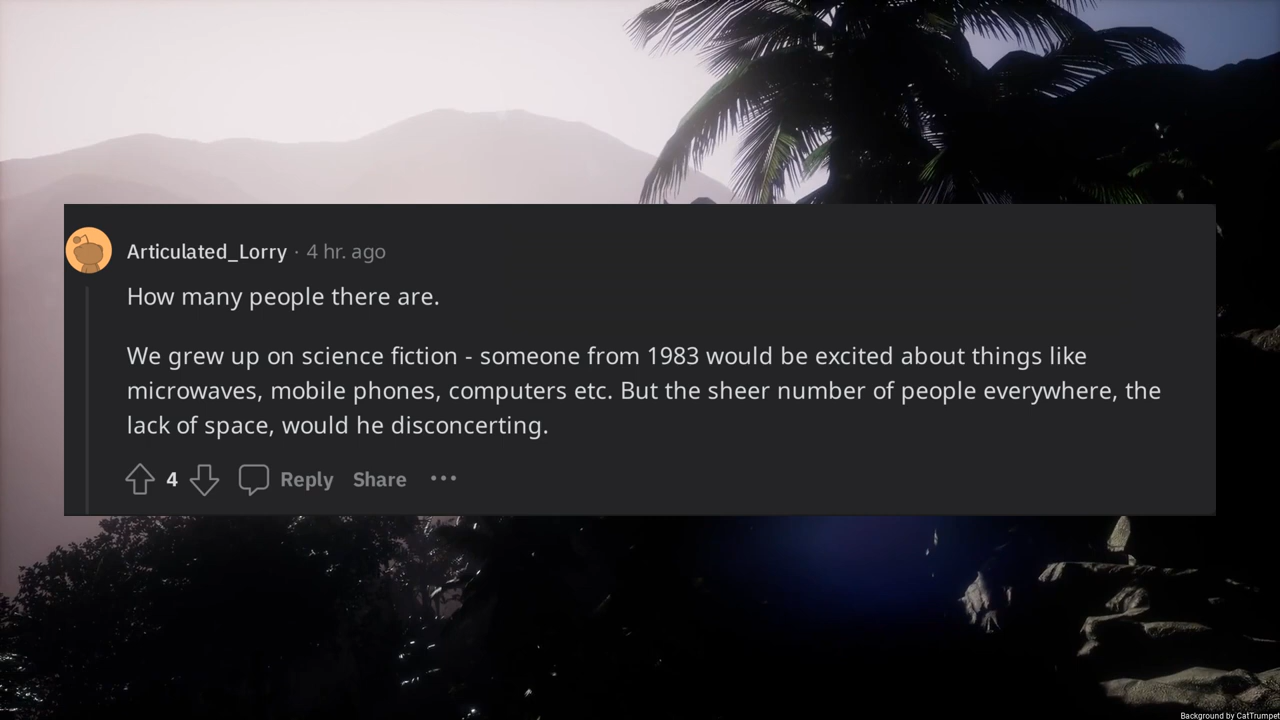 Articulated_Lorry · 4 hr. ago
How many people there are.
We grew up on science fiction - someone from 1983 would be excited about things like
microwaves, mobile phones, computers etc. But the sheer number of people everywhere, the
lack of space, would he disconcerting.
4 Reply Share ···
Background by CatTrumpet